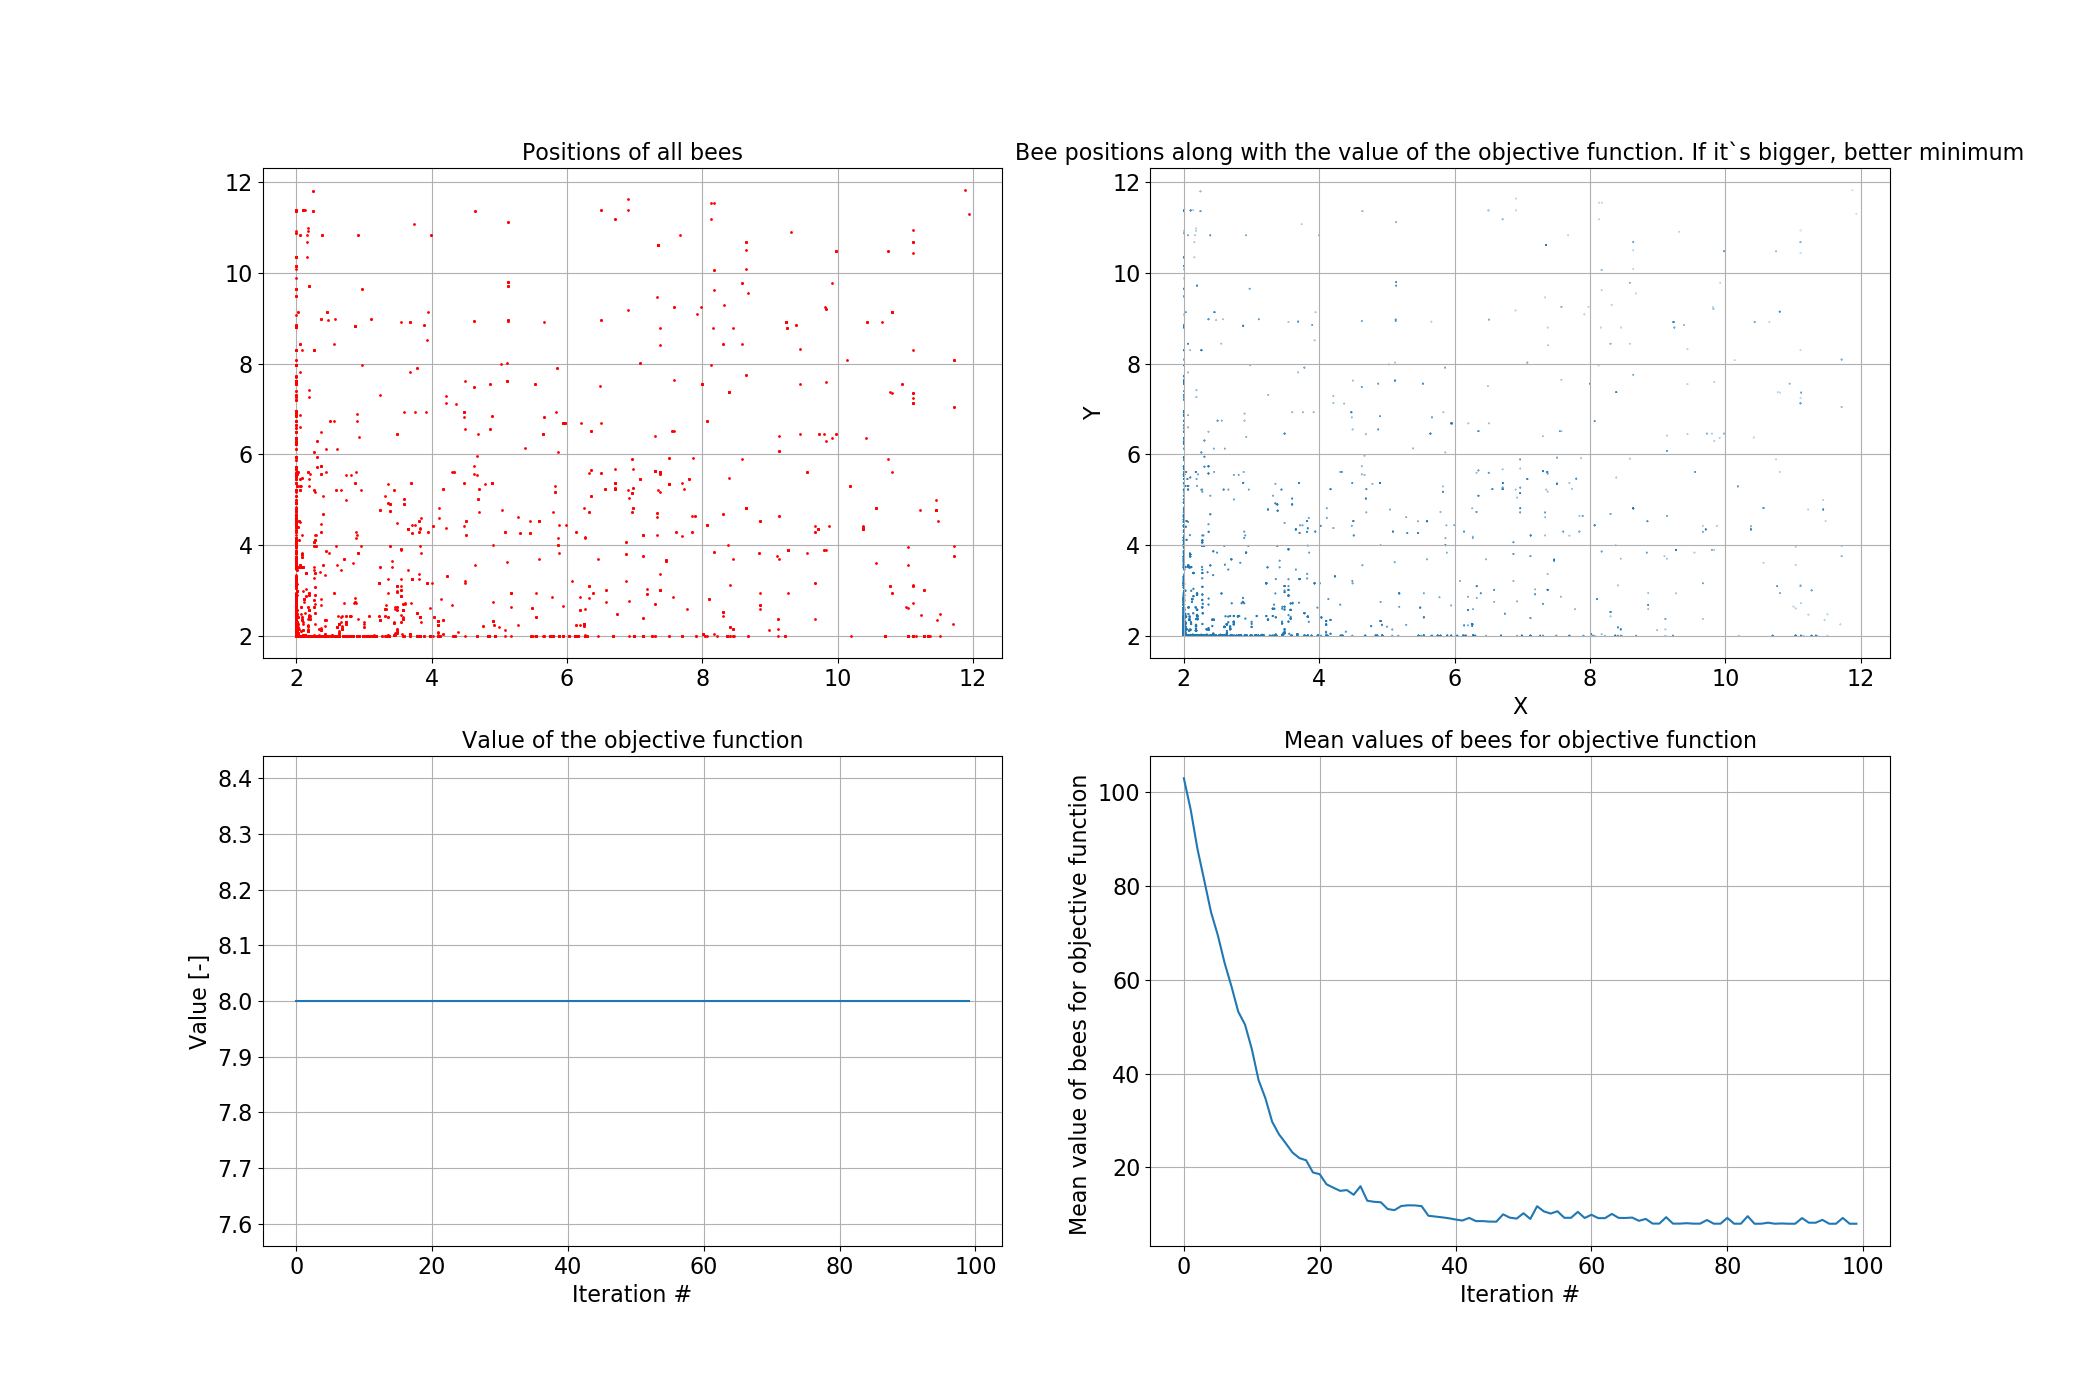 Positions of all bees
12
10
8
6
4
2
2 4 6 8 10 12
Bee positions along with the value of the objective function. If it`s bigger, better minimum
12
10
8
6
4
2
Y
2 4 6 8 10 12
X
Value of the objective function
8.4
8.3
8.2
8.1
8.0
7.9
7.8
7.7
7.6
Value [-]
0 20 40 60 80 100
Iteration #
Mean values of bees for objective function
100
80
60
40
20
Mean value of bees for objective function
0 20 40 60 80 100
Iteration #